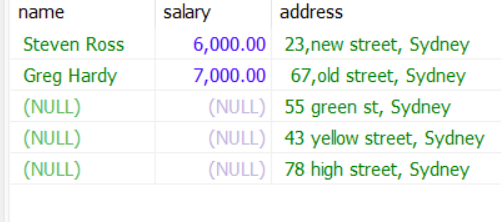 name salary address
Steven Ross 6,000.00 23,new street, Sydney
Greg Hardy 7,000.00 67,old street, Sydney
(NULL) (NULL) 55 green st, Sydney
(NULL) (NULL) 43 yellow street, Sydney
(NULL) (NULL) 78 high street, Sydney